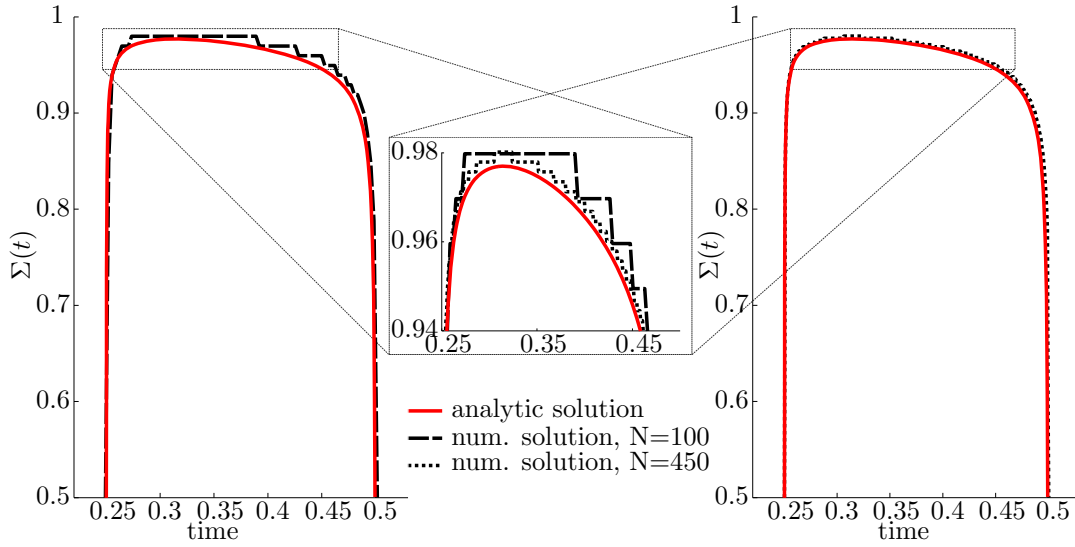 1
0.9
0.8
0.7
0.6
0.5
Σ(t)
0.25 0.3 0.35 0.4 0.45 0.5
time
0.98
0.96
0.94
0.25 0.35 0.45
analytic solution
num. solution, N=100
num. solution, N=450
1
0.9
0.8
0.7
0.6
0.5
Σ(t)
0.25 0.3 0.35 0.4 0.45 0.5
time